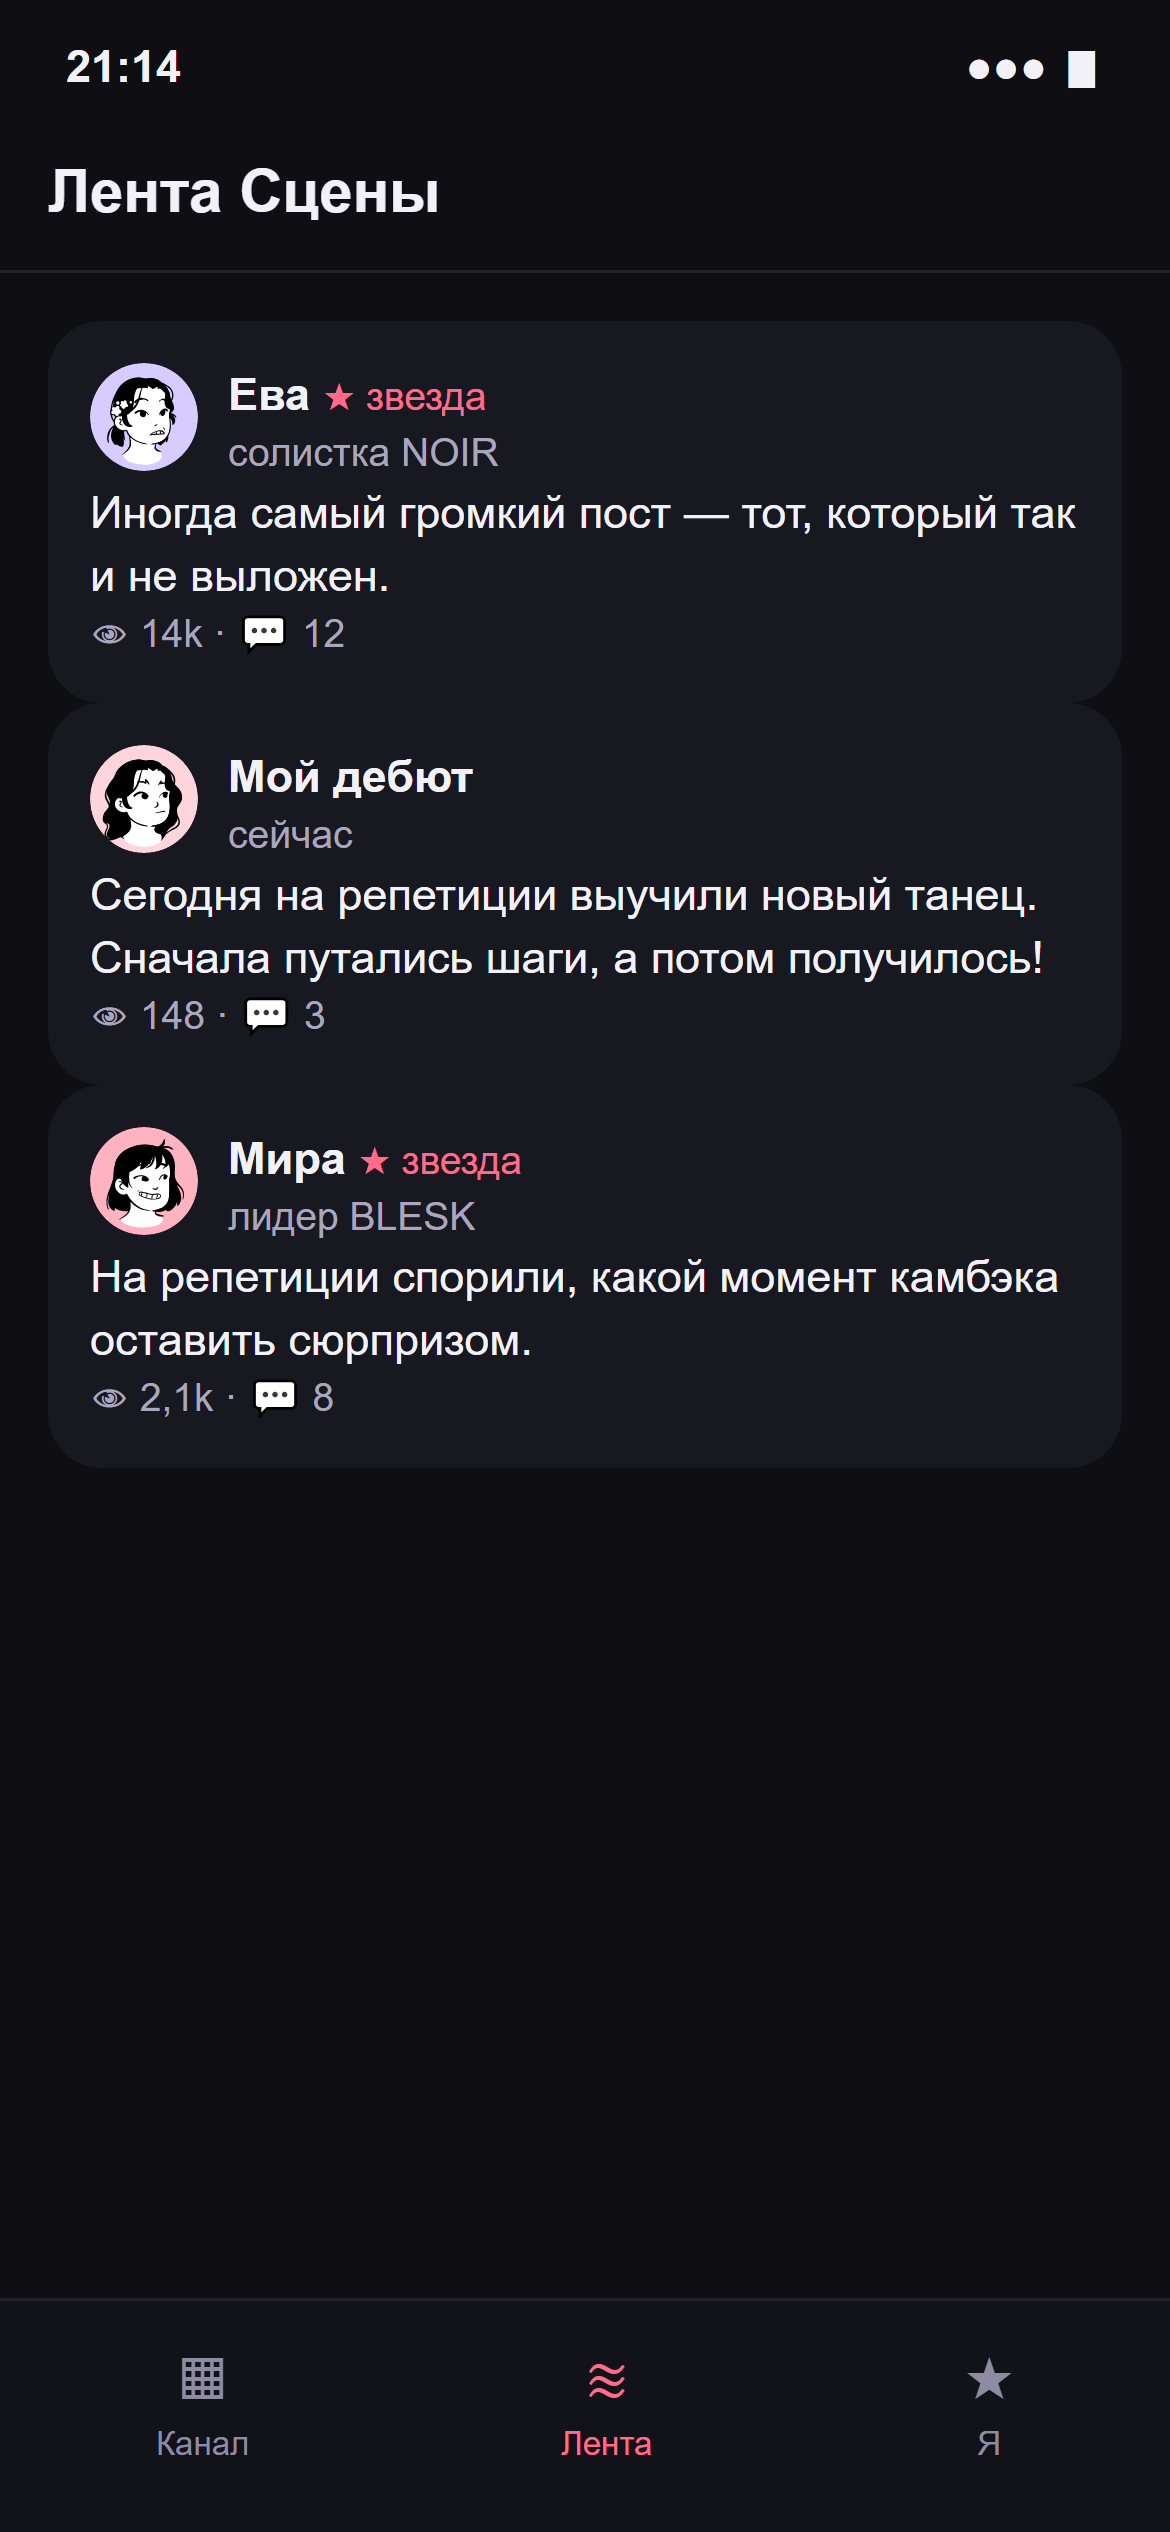 21:14
Лента Сцены
Ева ★ звезда
солистка NOIR
Иногда самый громкий пост — тот, который так
и не выложен.
14k · 💬 12
Мой дебют
сейчас
Сегодня на репетиции выучили новый танец.
Сначала путались шаги, а потом получилось!
148 · 💬 3
Мира ★ звезда
лидер BLESK
На репетиции спорили, какой момент камбэка
оставить сюрпризом.
2,1k · 💬 8
Канал
Лента
Я